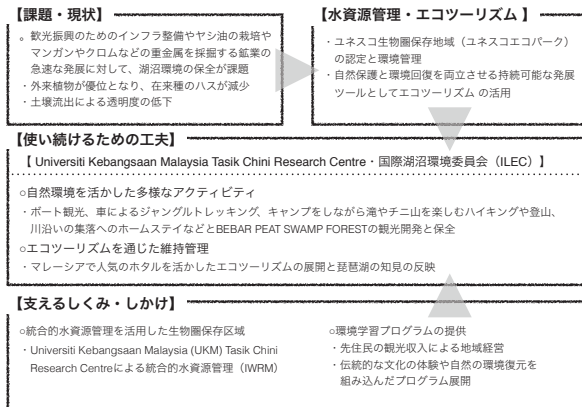 【課題・現状】
。歓光振興のためのインフラ整備やヤシ油の栽培や
マンガンやクロムなどの重金属を採掘する鉱業の
急速な発展に対して、湖沼環境の保全が課題
・外来植物が優位となり、在来種のハスが減少
・土壌流出による透明度の低下
【水資源管理・エコツーリズム 】
・ユネスコ生物圏保存地域（ユネスコエコパーク）
の認定と環境管理
・自然保護と環境回復を両立させる持続可能な発展
ツールとしてエコツーリズム の活用
【使い続けるための工夫】
【 Universiti Kebangsaan Malaysia Tasik Chini Research Centre・国際湖沼環境委員会（ILEC）】
○自然環境を活かした多様なアクティビティ
・ボート観光、車によるジャングルトレッキング、キャンプをしながら滝やチニ山を楽しむハイキングや登山、
川沿いの集落へのホームステイなどとBEBAR PEAT SWAMP FORESTの観光開発と保全
○エコツーリズムを通じた維持管理
・マレーシアで人気のホタルを活かしたエコツーリズムの展開と琵琶湖の知見の反映
【支えるしくみ・しかけ】
○統合的水資源管理を活用した生物圏保存区域
・Universiti Kebangsaan Malaysia (UKM) Tasik Chini
Research Centreによる統合的水資源管理（IWRM）
○環境学習プログラムの提供
・先住民の観光収入による地域経営
・伝統的な文化の体験や自然の環境復元を
組み込んだプログラム展開